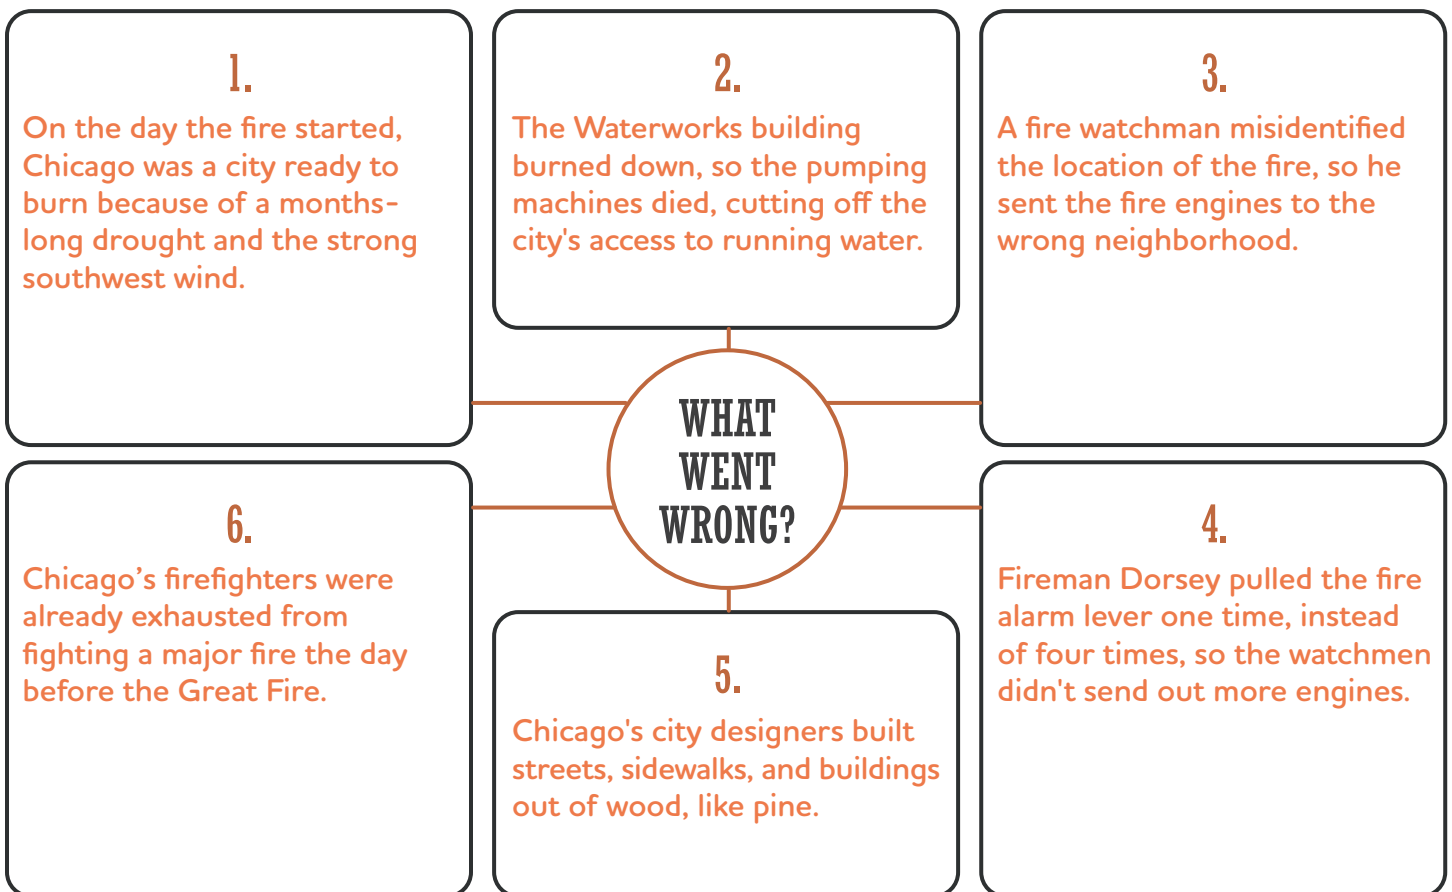 1.
On the day the fire started,
Chicago was a city ready to
burn because of a months-
long drought and the strong
southwest wind.
2.
The Waterworks building
burned down, so the pumping
machines died, cutting off the
city's access to running water.
3.
A fire watchman misidentified
the location of the fire, so he
sent the fire engines to the
wrong neighborhood.
WHAT
WENT
WRONG?
6.
Chicago’s firefighters were
already exhausted from
fighting a major fire the day
before the Great Fire.
5.
Chicago's city designers built
streets, sidewalks, and buildings
out of wood, like pine.
4.
Fireman Dorsey pulled the fire
alarm lever one time, instead
of four times, so the watchmen
didn't send out more engines.